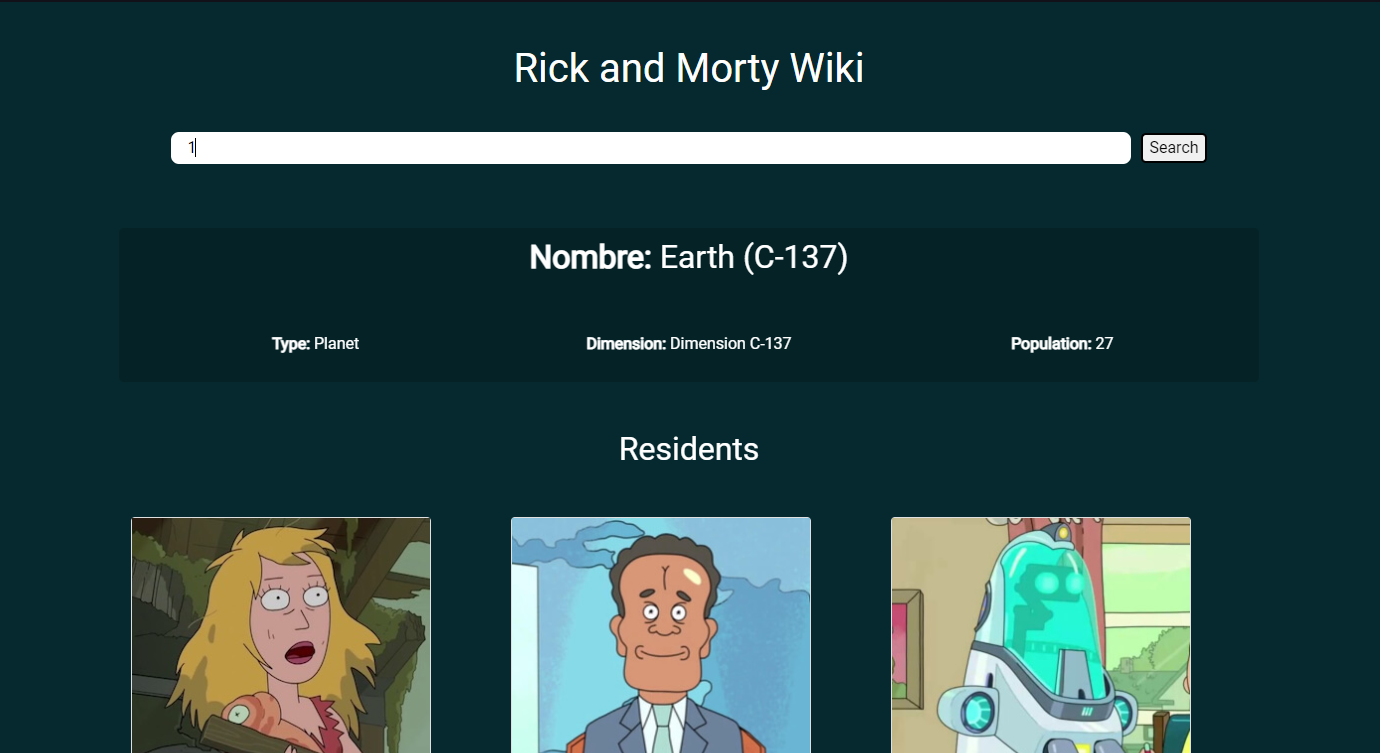 Rick and Morty Wiki
1
Search
Nombre: Earth (C-137)
Type: Planet
Dimension: Dimension C-137
Population: 27
Residents